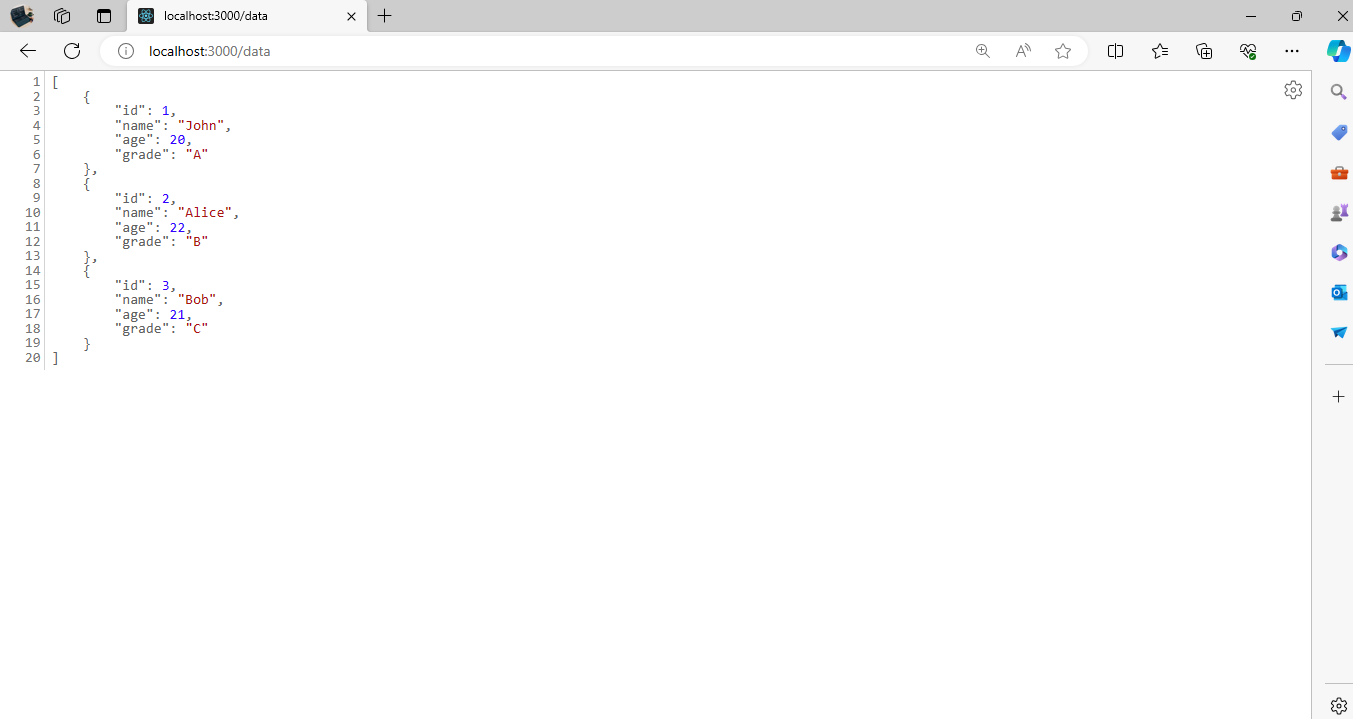 localhost:3000/data
localhost:3000/data
1 [
2     {
3         "id": 1,
4         "name": "John",
5         "age": 20,
6         "grade": "A"
7     },
8     {
9         "id": 2,
10         "name": "Alice",
11         "age": 22,
12         "grade": "B"
13     },
14     {
15         "id": 3,
16         "name": "Bob",
17         "age": 21,
18         "grade": "C"
19     }
20 ]